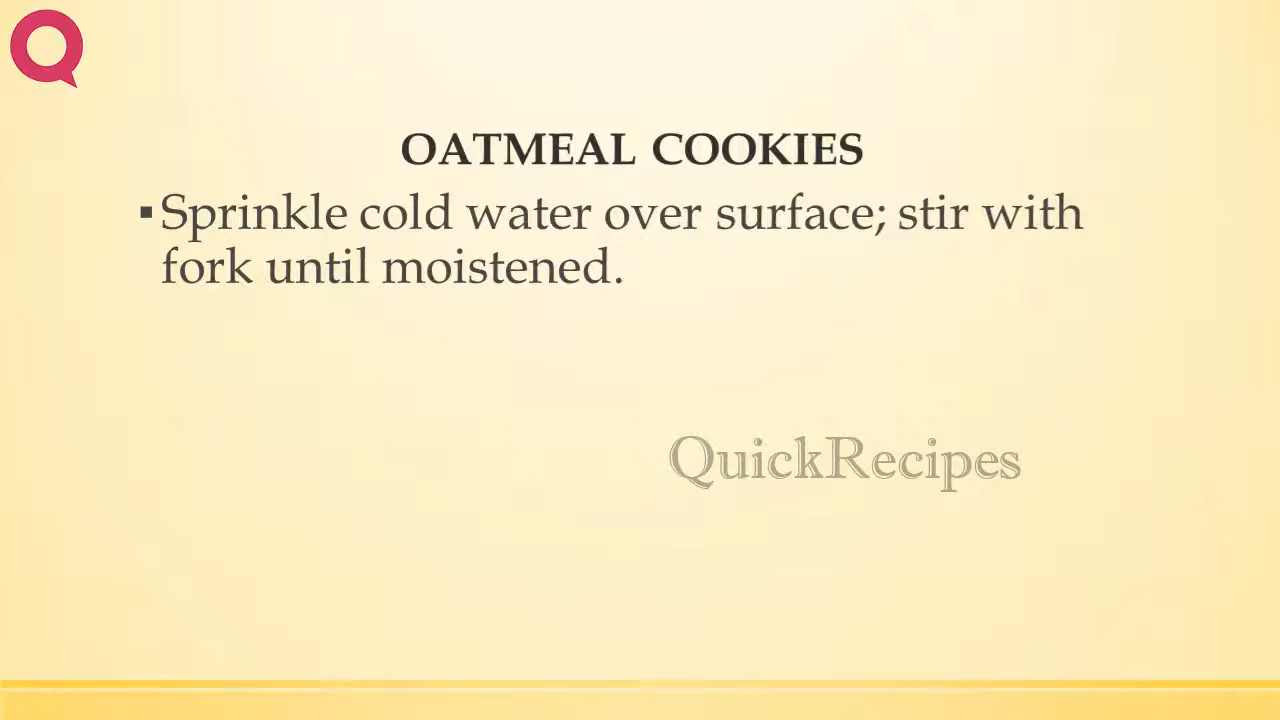 OATMEAL COOKIES
▪Sprinkle cold water over surface; stir with
fork until moistened.
QuickRecipes